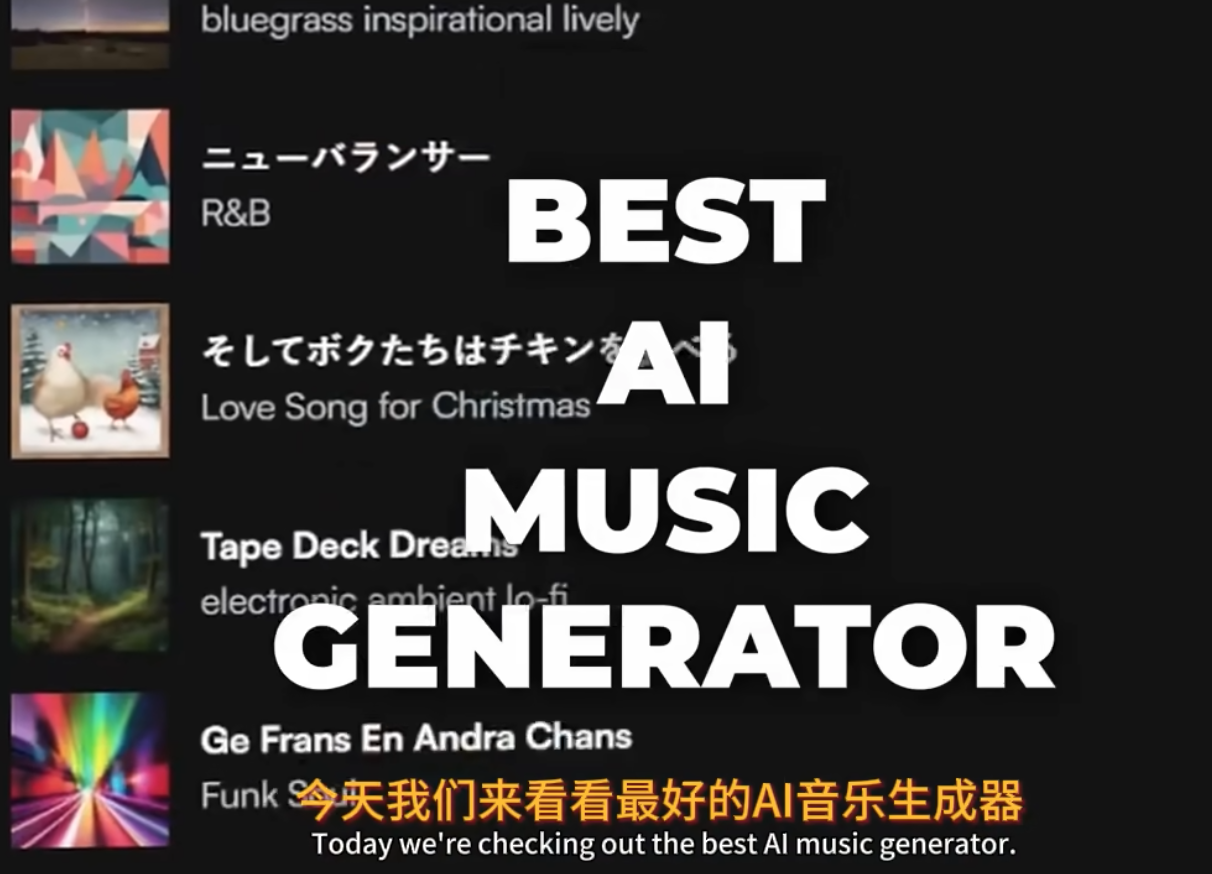 bluegrass inspirational lively
ニューバランサー
R&B
BEST
そしてボクたちはチキンを べる
AI
Love Song for Christmas
MUSIC
Tape Deck Dreams
electronic ambient lo-fi
GENERATOR
Ge Frans En Andra Chans
Funk Soul
今天我们来看看最好的AI音乐生成器
Today we're checking out the best AI music generator.